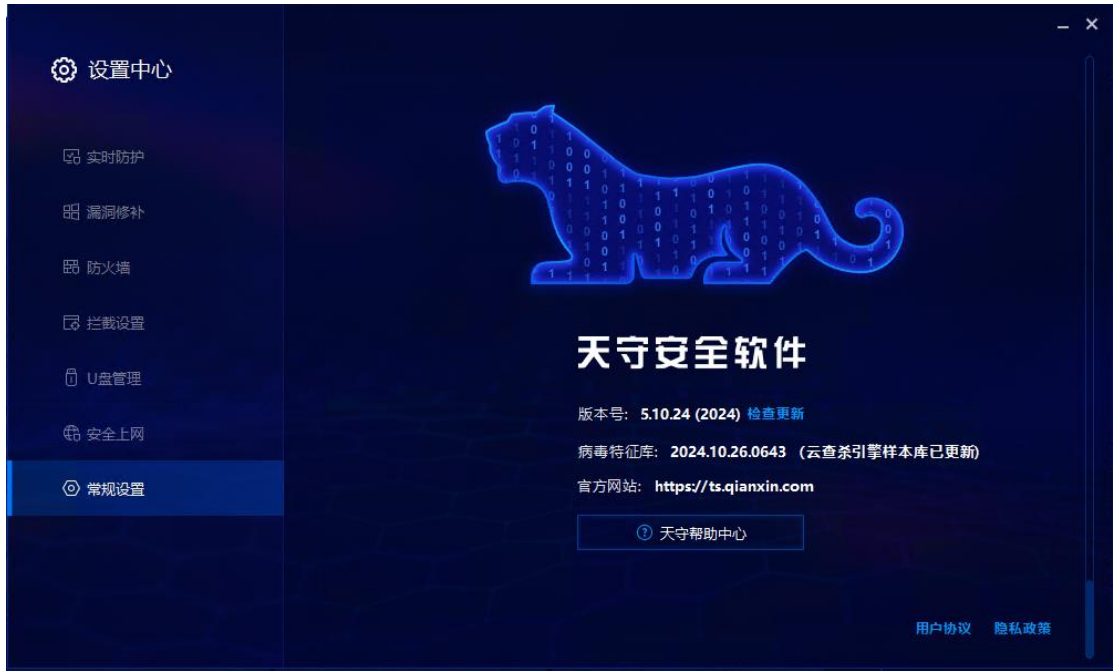 设置中心
实时防护
漏洞修补
防火墙
拦截设置
U盘管理
安全上网
常规设置
天守安全软件
版本号: 5.10.24 (2024) 检查更新
病毒特征库: 2024.10.26.0643 (云查杀引擎样本库已更新)
官方网站: https://ts.qianxin.com
天守帮助中心
用户协议 隐私政策